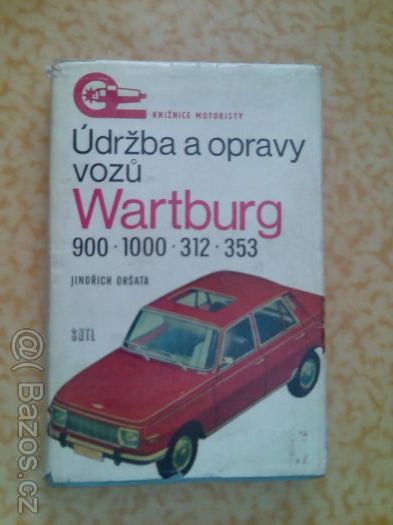 KNIŽNICE MOTORISTY
Údržba a opravy
vozů
Wartburg
900 · 1000 · 312 · 353
JINDŘICH DRŠATA
SNTL
@( Bazos.cz